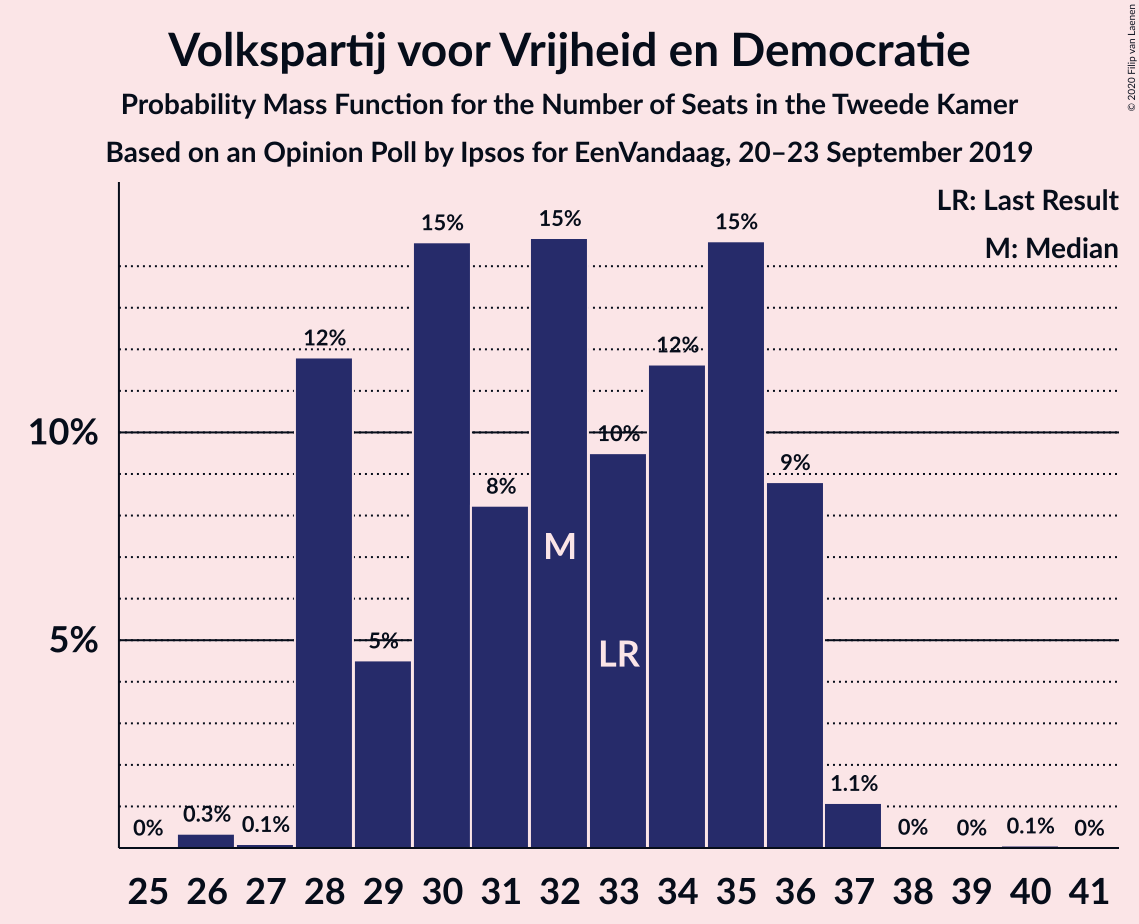 Volkspartij voor Vrijheid en Democratie
Probability Mass Function for the Number of Seats in the Tweede Kamer
Based on an Opinion Poll by Ipsos for EenVandaag, 20–23 September 2019
© 2020 Filip van Laenen
LR: Last Result
M: Median
10%
5%
0%
0.3%
0.1%
12%
5%
15%
8%
15%
10%
12%
15%
9%
1.1%
0%
0%
0.1%
0%
M
LR
25 26 27 28 29 30 31 32 33 34 35 36 37 38 39 40 41